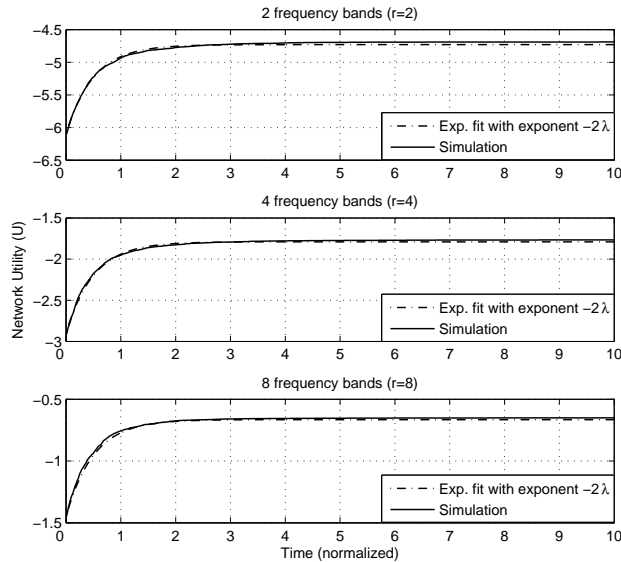 2 frequency bands (r=2)
−4.5
−5
−5.5
−6
−6.5
0 1 2 3 4 5 6 7 8 9 10
Exp. fit with exponent −2λ
Simulation
4 frequency bands (r=4)
Network Utility (U)
−1.5
−2
−2.5
−3
0 1 2 3 4 5 6 7 8 9 10
Exp. fit with exponent −2λ
Simulation
8 frequency bands (r=8)
−0.5
−1
−1.5
0 1 2 3 4 5 6 7 8 9 10
Exp. fit with exponent −2λ
Simulation
Time (normalized)